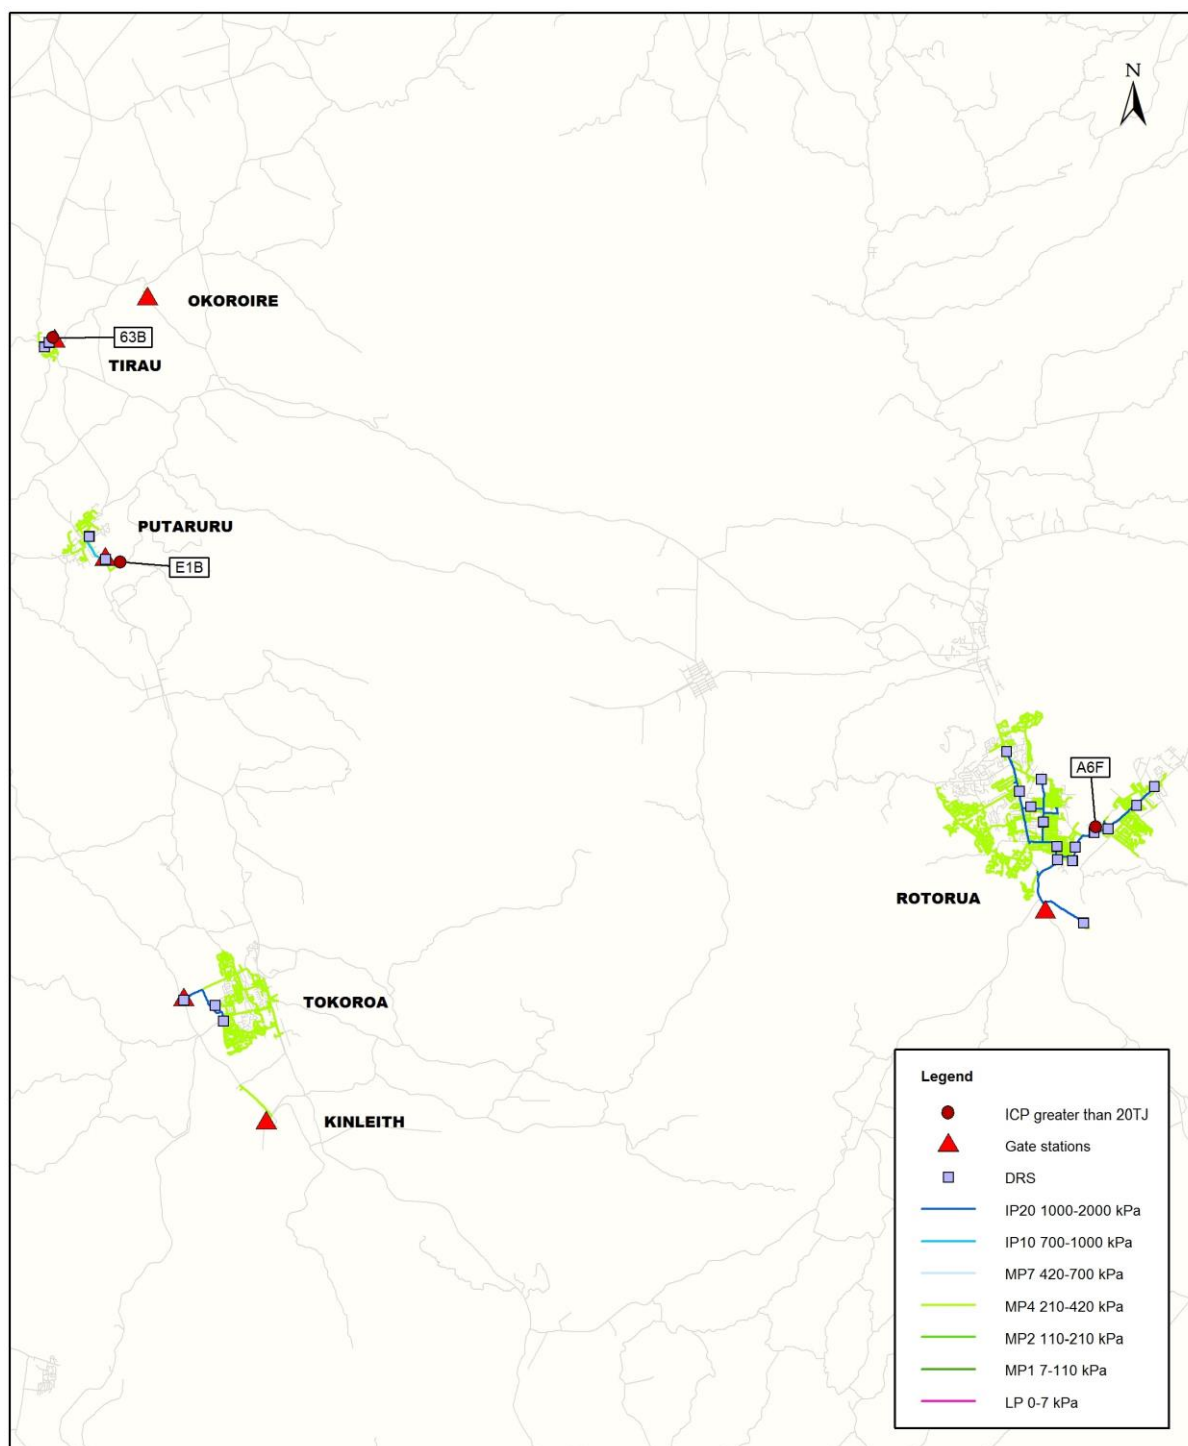 N
OKOROIRE
63B
TIRAU
PUTARURU
E1B
A6F
ROTORUA
TOKOROA
KINLEITH
Legend
ICP greater than 20TJ
Gate stations
DRS
IP20 1000-2000 kPa
IP10 700-1000 kPa
MP7 420-700 kPa
MP4 210-420 kPa
MP2 110-210 kPa
MP1 7-110 kPa
LP 0-7 kPa